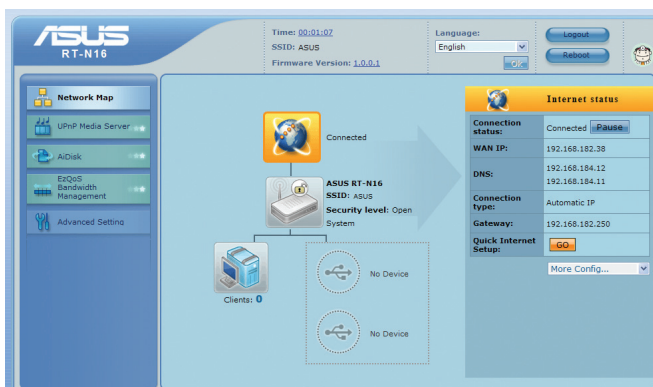 ASUS
RT-N16
Time: 00:01:07
SSID: ASUS
Firmware Version: 1.0.0.1
Language:
English
OK
Logout
Reboot
Network Map
UPnP Media Server
AiDisk
EzQoS
Bandwidth
Management
Advanced Setting
Connected
ASUS RT-N16
SSID: ASUS
Security level: Open
System
Clients: 0
No Device
No Device
Internet status
Connection
status:
Connected Pause
WAN IP: 192.168.182.38
DNS: 192.168.184.12
192.168.184.11
Connection
type:
Automatic IP
Gateway: 192.168.182.250
Quick Internet
Setup:
GO
More Config...